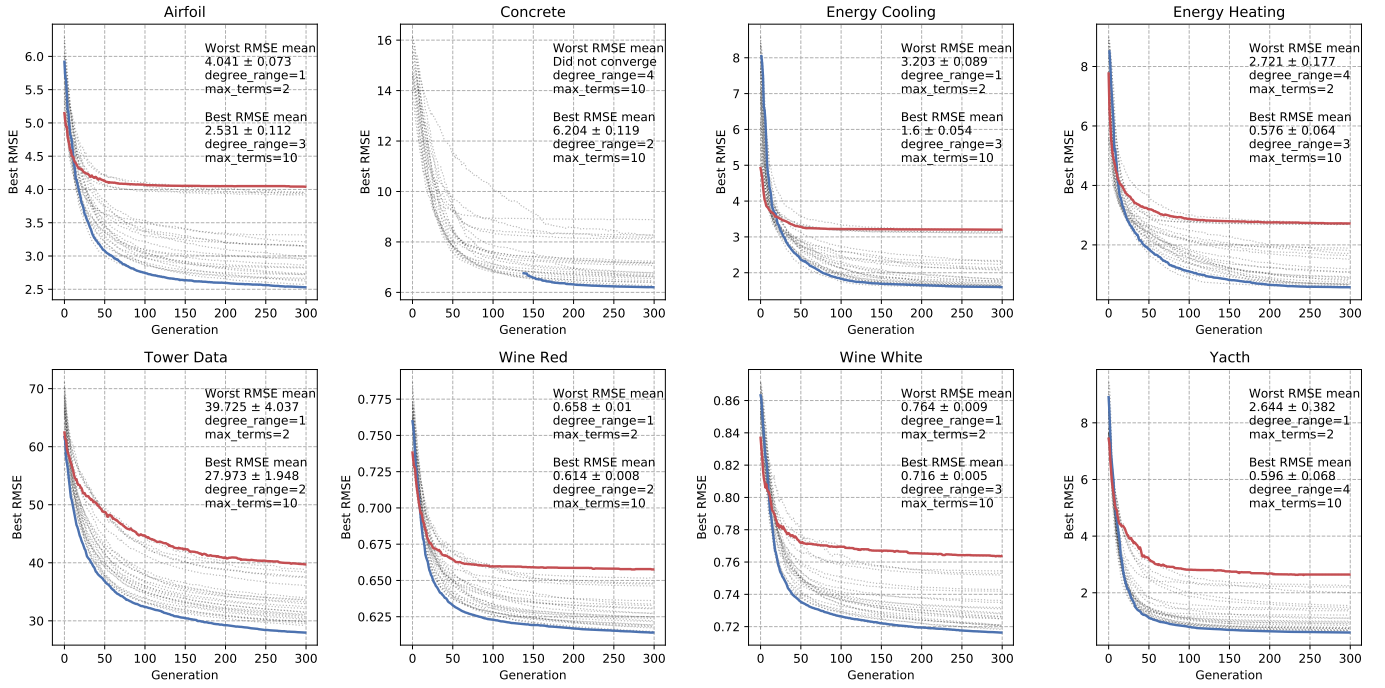 Airfoil
Best RMSE
6.0
5.5
5.0
4.5
4.0
3.5
3.0
2.5
Worst RMSE mean
4.041 ± 0.073
degree_range=1
max_terms=2
Best RMSE mean
2.531 ± 0.112
degree_range=3
max_terms=10
0 50 100 150 200 250 300
Generation
Concrete
Best RMSE
16
14
12
10
8
6
Worst RMSE mean
Did not converge
degree_range=4
max_terms=10
Best RMSE mean
6.204 ± 0.119
degree_range=2
max_terms=10
0 50 100 150 200 250 300
Generation
Energy Cooling
Best RMSE
8
7
6
5
4
3
2
Worst RMSE mean
3.203 ± 0.089
degree_range=1
max_terms=2
Best RMSE mean
1.6 ± 0.054
degree_range=3
max_terms=10
0 50 100 150 200 250 300
Generation
Energy Heating
Best RMSE
8
6
4
2
Worst RMSE mean
2.721 ± 0.177
degree_range=4
max_terms=2
Best RMSE mean
0.576 ± 0.064
degree_range=3
max_terms=10
0 50 100 150 200 250 300
Generation
Tower Data
Best RMSE
70
60
50
40
30
Worst RMSE mean
39.725 ± 4.037
degree_range=1
max_terms=2
Best RMSE mean
27.973 ± 1.948
degree_range=2
max_terms=10
0 50 100 150 200 250 300
Generation
Wine Red
Best RMSE
0.775
0.750
0.725
0.700
0.675
0.650
0.625
Worst RMSE mean
0.658 ± 0.01
degree_range=1
max_terms=2
Best RMSE mean
0.614 ± 0.008
degree_range=2
max_terms=10
0 50 100 150 200 250 300
Generation
Wine White
Best RMSE
0.86
0.84
0.82
0.80
0.78
0.76
0.74
0.72
Worst RMSE mean
0.764 ± 0.009
degree_range=1
max_terms=2
Best RMSE mean
0.716 ± 0.005
degree_range=3
max_terms=10
0 50 100 150 200 250 300
Generation
Yacth
Best RMSE
8
6
4
2
Worst RMSE mean
2.644 ± 0.382
degree_range=1
max_terms=2
Best RMSE mean
0.596 ± 0.068
degree_range=4
max_terms=10
0 50 100 150 200 250 300
Generation